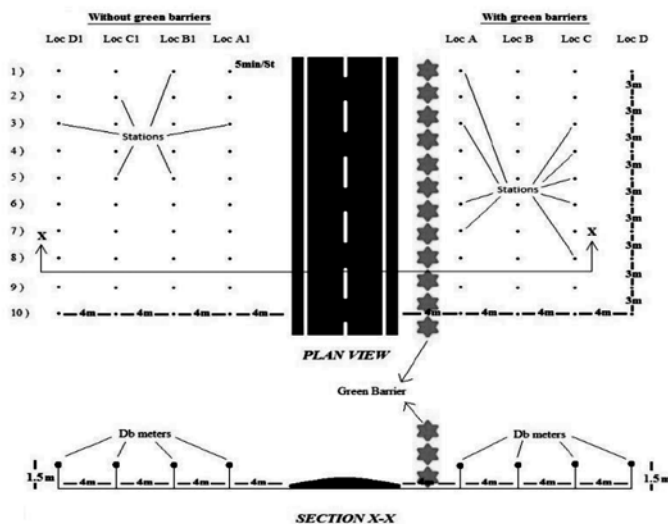 Without green barriers
With green barriers
Loc D1 Loc C1 Loc B1 Loc A1
Loc A Loc B Loc C Loc D
1 )
5min/St
3m
2 )
3m
3 )
Stations
3m
4 )
3m
5 )
Stations
3m
6 )
3m
7 )
3m
X
X
8 )
3m
9 )
3m
10 )
4m 4m 4m 4m
4m 4m 4m 4m
PLAN VIEW
Green Barrier
Db meters
Db meters
1.5m
4m 4m 4m 4m
4m 4m 4m 4m
1.5m
SECTION X-X